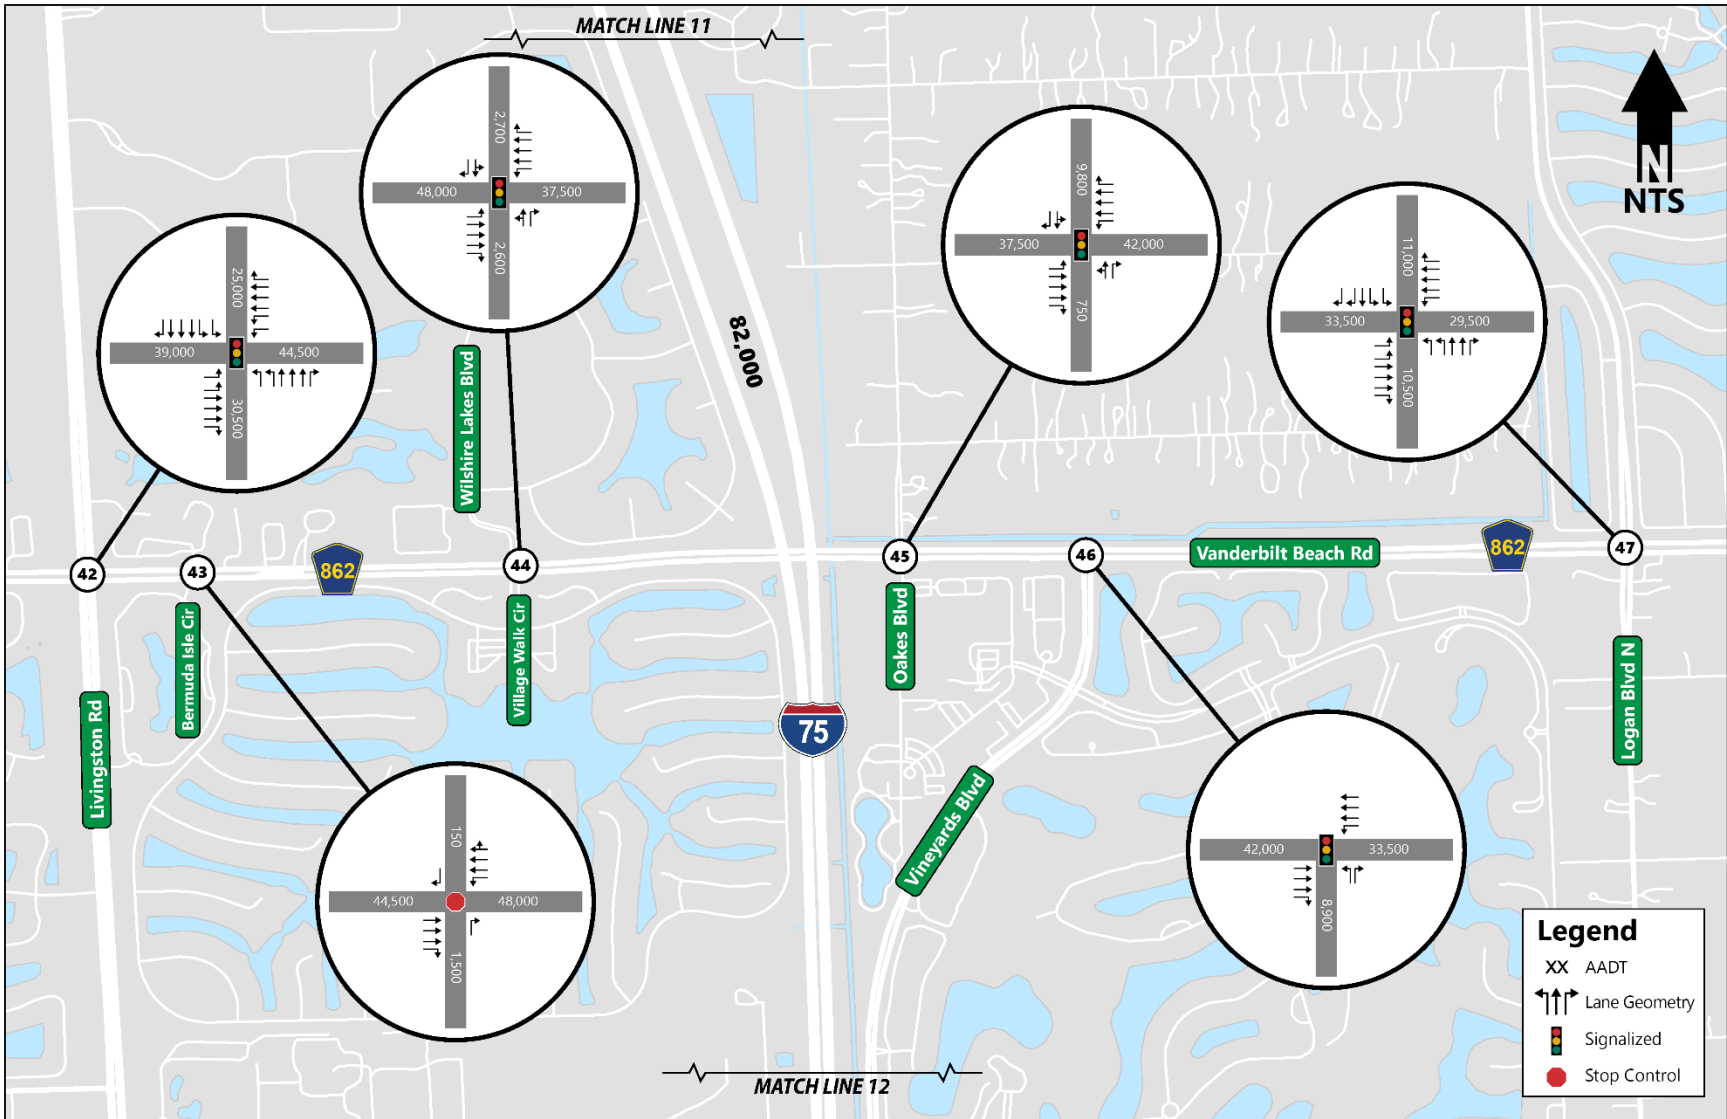 MATCH LINE 11
2,700
48,000
37,500
2,600
25,000
39,000
44,500
30,500
9,800
37,500
42,000
750
11,000
33,500
29,500
10,500
N
NTS
82,000
Wilshire Lakes Blvd
42
43
862
44
45
46
Vanderbilt Beach Rd
862
47
Livingston Rd
Bermuda Isle Cir
Village Walk Cir
Oakes Blvd
Logan Blvd N
75
Vineyards Blvd
150
44,500
48,000
1,500
42,000
33,500
8,900
Legend
XX AADT
Lane Geometry
Signalized
Stop Control
MATCH LINE 12